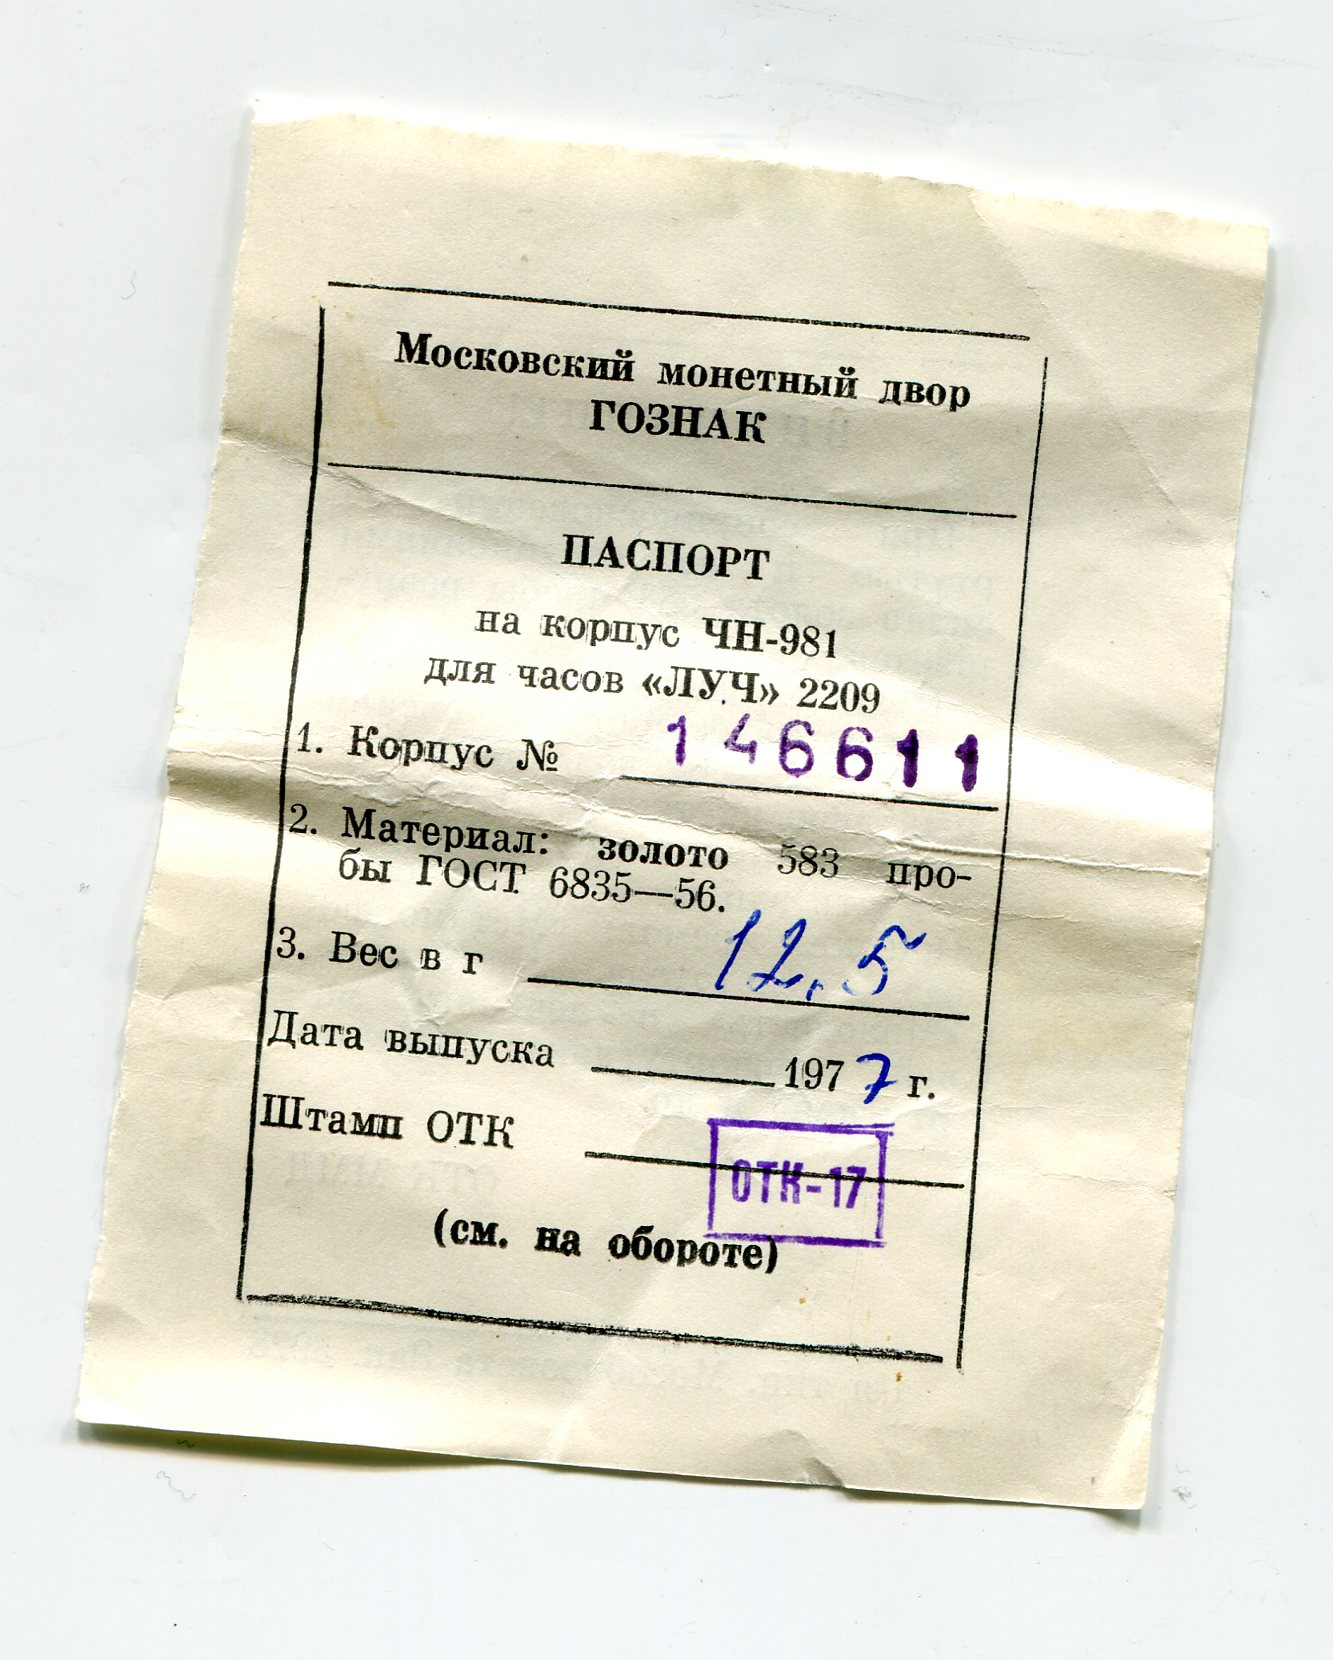 Московский монетный двор
ГОЗНАК
ПАСПОРТ
на корпус ЧН-981
для часов «ЛУЧ» 2209
1. Корпус № 146611
2. Материал: золото 583 про-
бы ГОСТ 6835—56.
3. Вес в г 12,5
Дата выпуска 1977 г.
Штамп ОТК
ОТК-17
(см. на обороте)